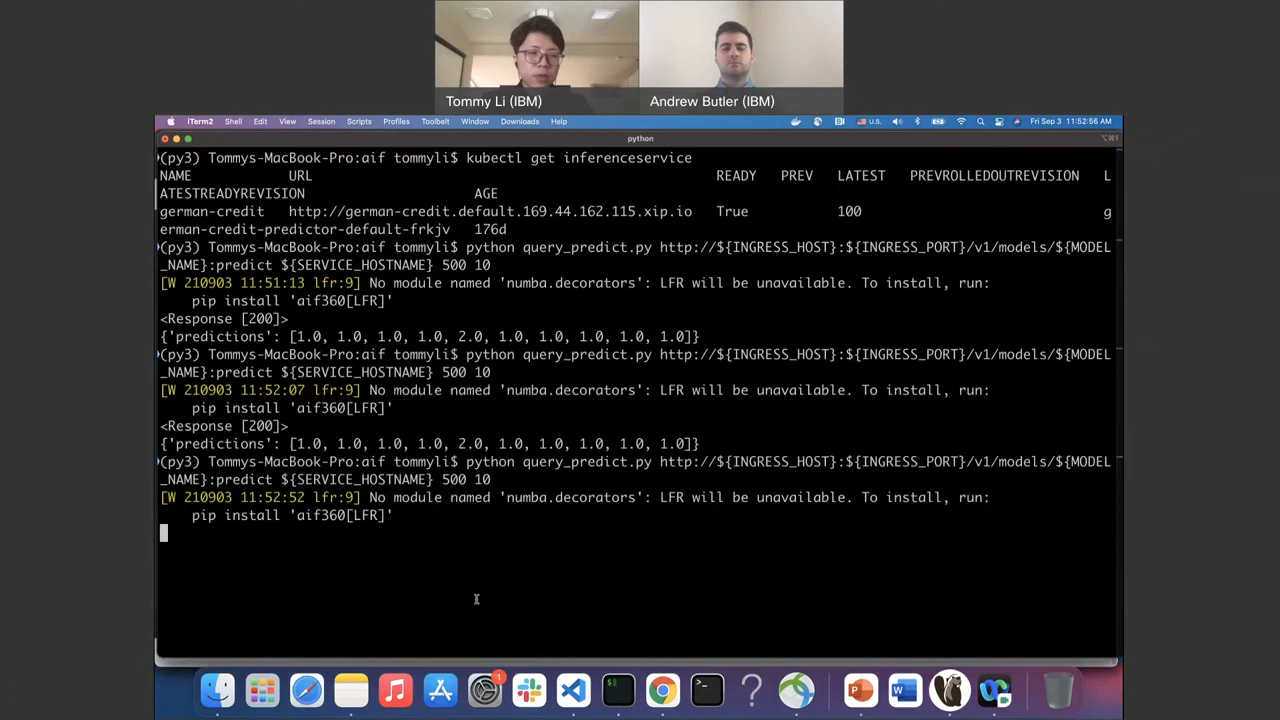 Tommy Li (IBM)
Andrew Butler (IBM)
iTerm2 Shell Edit View Session Scripts Profiles Toolbelt Window Downloads Help
U.S. Fri Sep 3 11:52:56 AM
python
⌥⌘1
(py3) Tommys-MacBook-Pro:aif tommyli$ kubectl get inferenceservice
NAME URL READY PREV LATEST PREVROLLEDOUTREVISION L
ATESTREADYREVISION AGE
german-credit http://german-credit.default.169.44.162.115.xip.io True 100 g
erman-credit-predictor-default-frkjv 176d
(py3) Tommys-MacBook-Pro:aif tommyli$ python query_predict.py http://${INGRESS_HOST}:${INGRESS_PORT}/v1/models/${MODEL
_NAME}:predict ${SERVICE_HOSTNAME} 500 10
[W 210903 11:51:13 lfr:9] No module named 'numba.decorators': LFR will be unavailable. To install, run:
pip install 'aif360[LFR]'
<Response [200]>
{'predictions': [1.0, 1.0, 1.0, 1.0, 2.0, 1.0, 1.0, 1.0, 1.0, 1.0]}
(py3) Tommys-MacBook-Pro:aif tommyli$ python query_predict.py http://${INGRESS_HOST}:${INGRESS_PORT}/v1/models/${MODEL
_NAME}:predict ${SERVICE_HOSTNAME} 500 10
[W 210903 11:52:07 lfr:9] No module named 'numba.decorators': LFR will be unavailable. To install, run:
pip install 'aif360[LFR]'
<Response [200]>
{'predictions': [1.0, 1.0, 1.0, 1.0, 2.0, 1.0, 1.0, 1.0, 1.0, 1.0]}
(py3) Tommys-MacBook-Pro:aif tommyli$ python query_predict.py http://${INGRESS_HOST}:${INGRESS_PORT}/v1/models/${MODEL
_NAME}:predict ${SERVICE_HOSTNAME} 500 10
[W 210903 11:52:52 lfr:9] No module named 'numba.decorators': LFR will be unavailable. To install, run:
pip install 'aif360[LFR]'
1